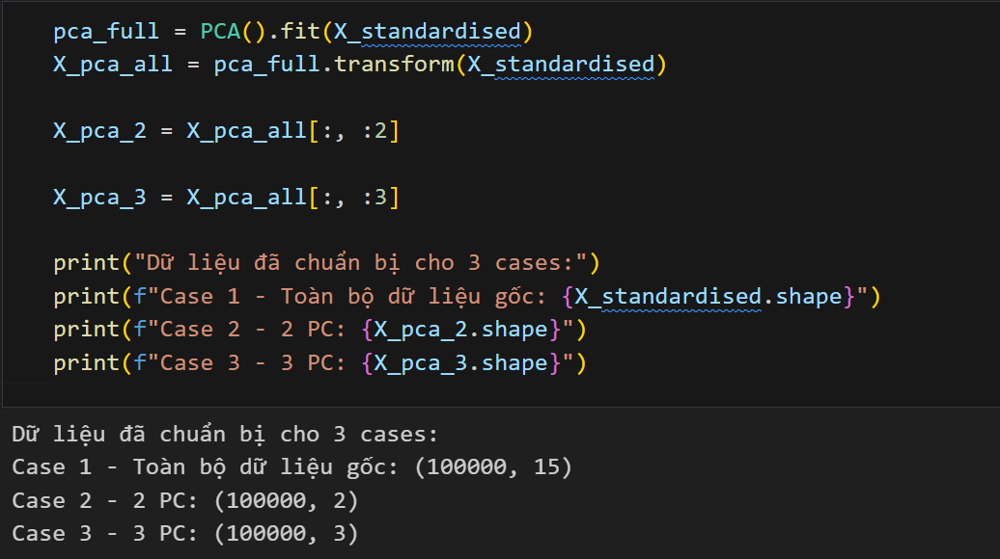 pca_full = PCA().fit(X_standardised)
X_pca_all = pca_full.transform(X_standardised)
X_pca_2 = X_pca_all[:, :2]
X_pca_3 = X_pca_all[:, :3]
print("Dữ liệu đã chuẩn bị cho 3 cases:")
print(f"Case 1 - Toàn bộ dữ liệu gốc: {X_standardised.shape}")
print(f"Case 2 - 2 PC: {X_pca_2.shape}")
print(f"Case 3 - 3 PC: {X_pca_3.shape}")
Dữ liệu đã chuẩn bị cho 3 cases:
Case 1 - Toàn bộ dữ liệu gốc: (100000, 15)
Case 2 - 2 PC: (100000, 2)
Case 3 - 3 PC: (100000, 3)